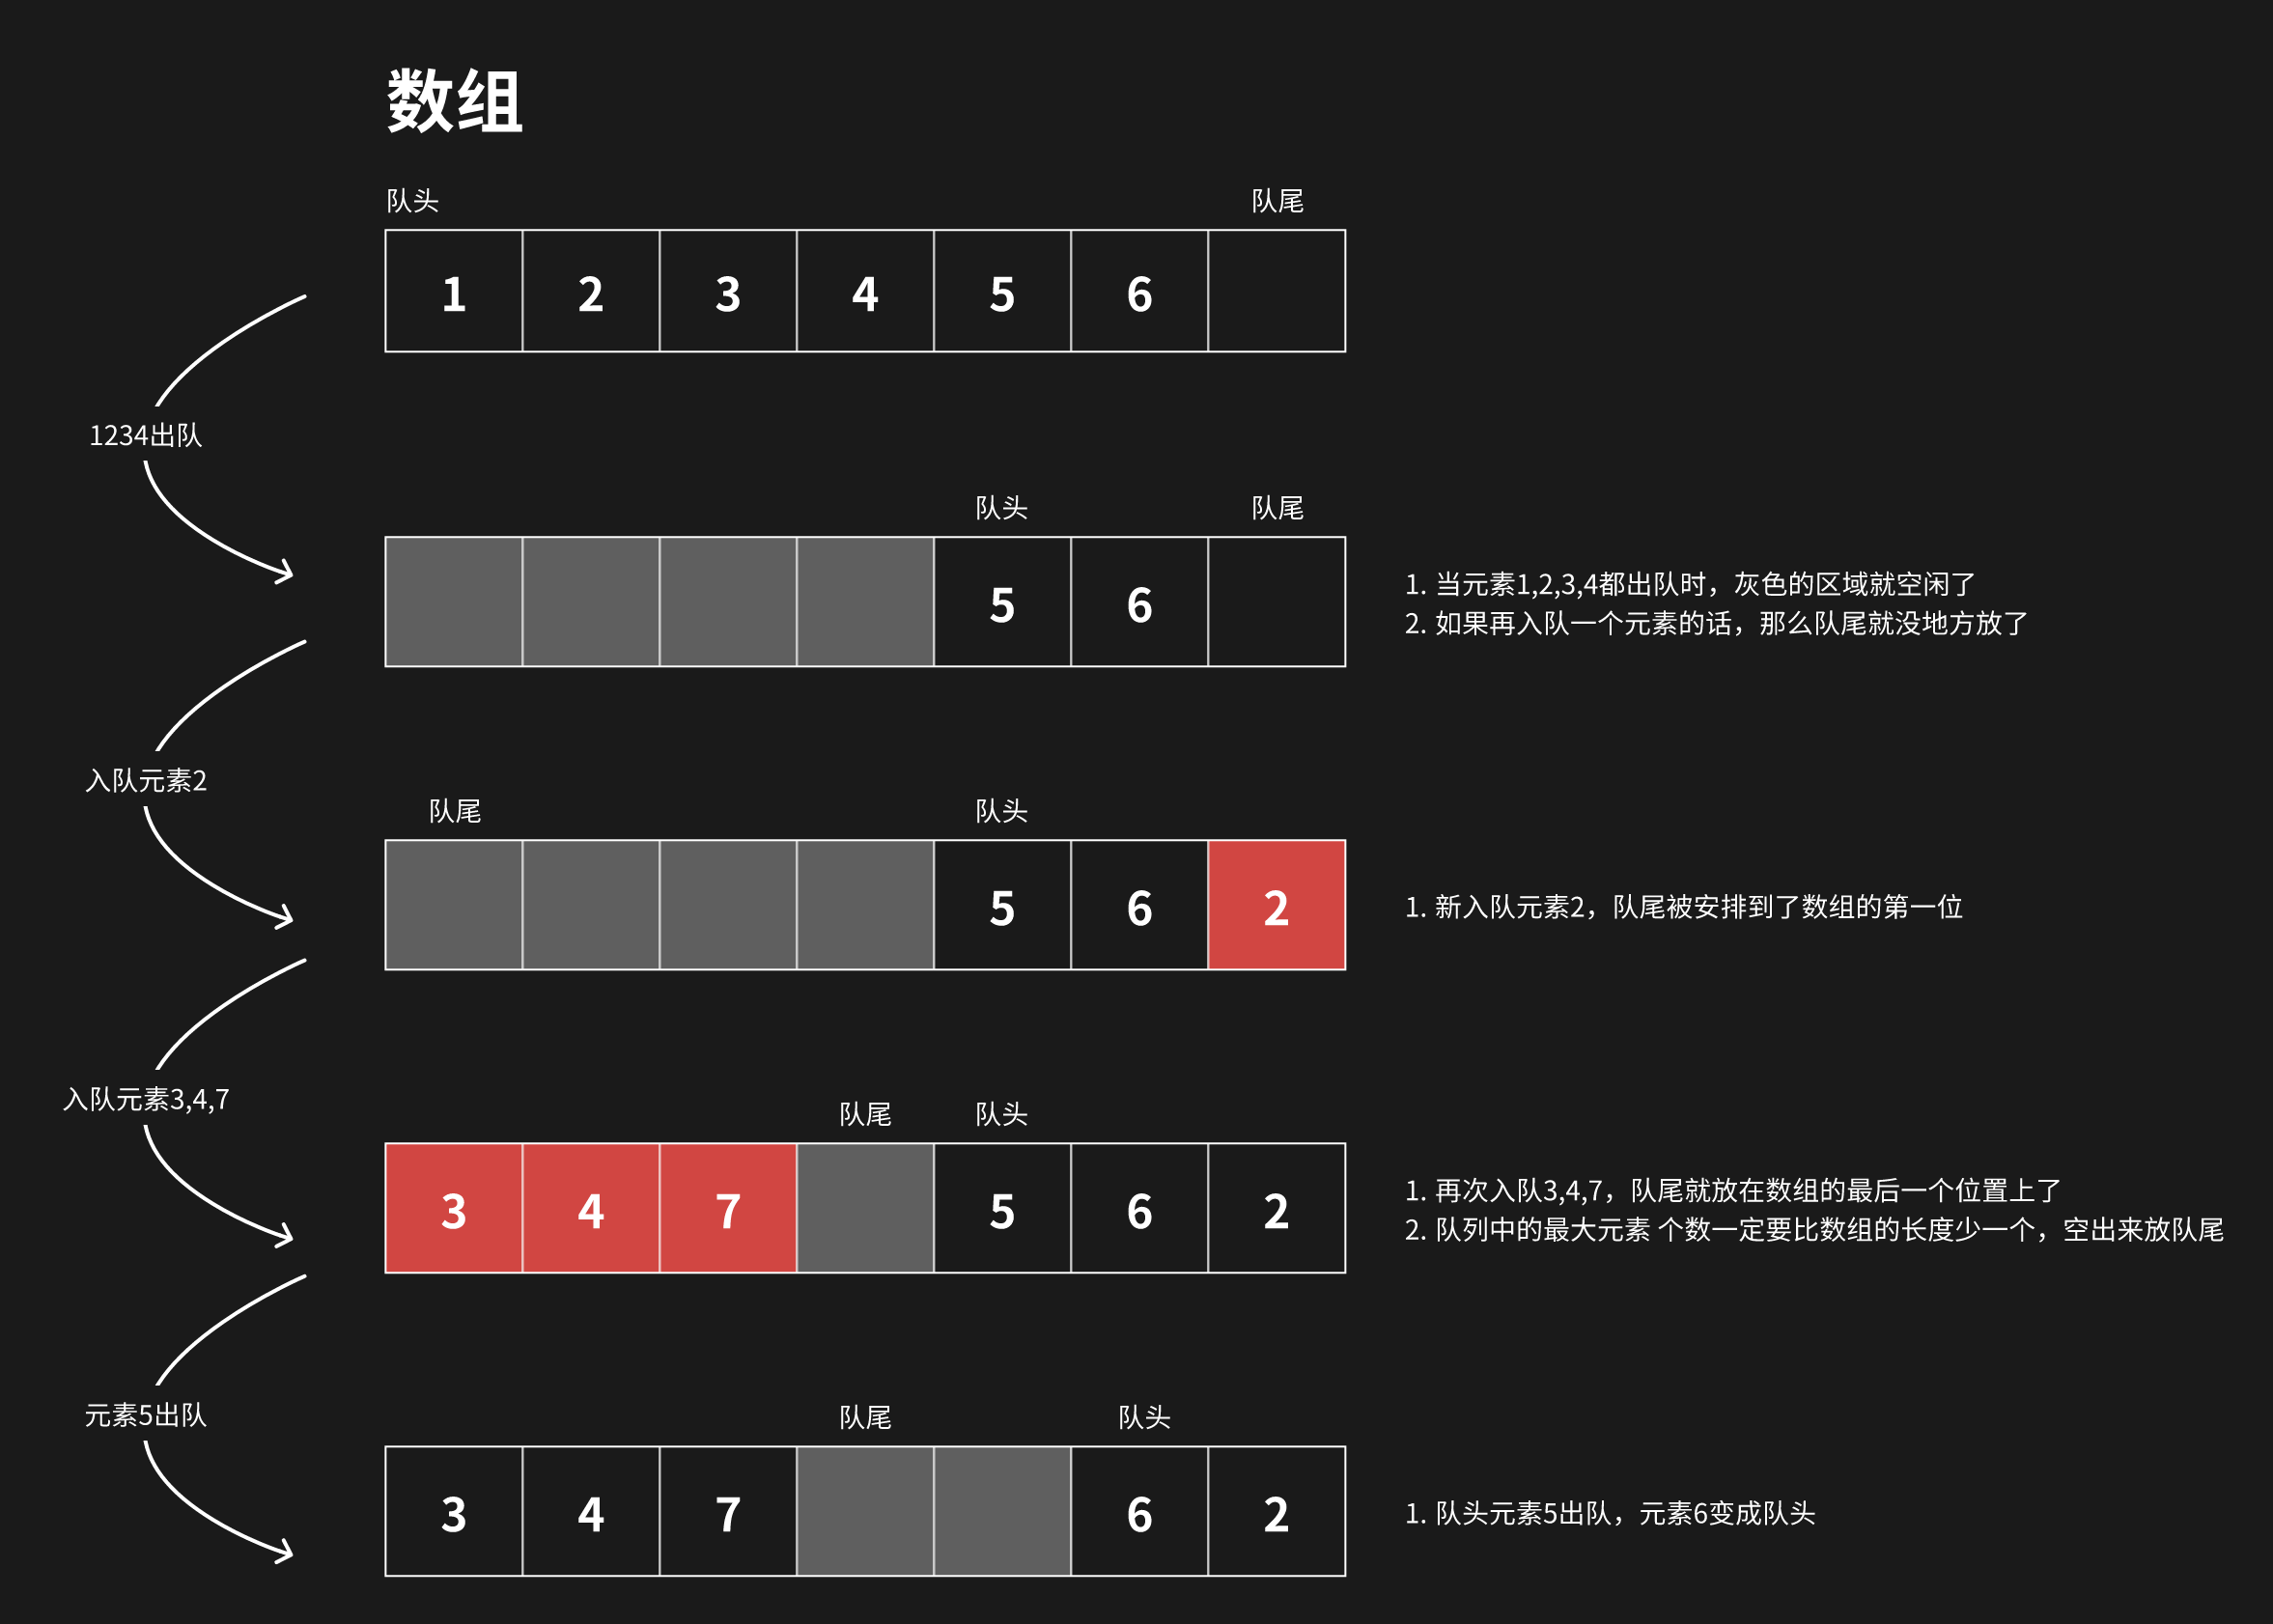 数组
队头 队尾
1 2 3 4 5 6
1234出队
队头 队尾
5 6
1. 当元素1,2,3,4都出队时，灰色的区域就空闲了
2. 如果再入队一个元素的话，那么队尾就没地方放了
入队元素2
队尾 队头
5 6 2
1. 新入队元素2，队尾被安排到了数组的第一位
入队元素3,4,7
队尾 队头
3 4 7 5 6 2
1. 再次入队3,4,7，队尾就放在数组的最后一个位置上了
2. 队列中的最大元素 个数一定要比数组的长度少一个，空出来放队尾
元素5出队
队尾 队头
3 4 7 6 2
1. 队头元素5出队，元素6变成队头